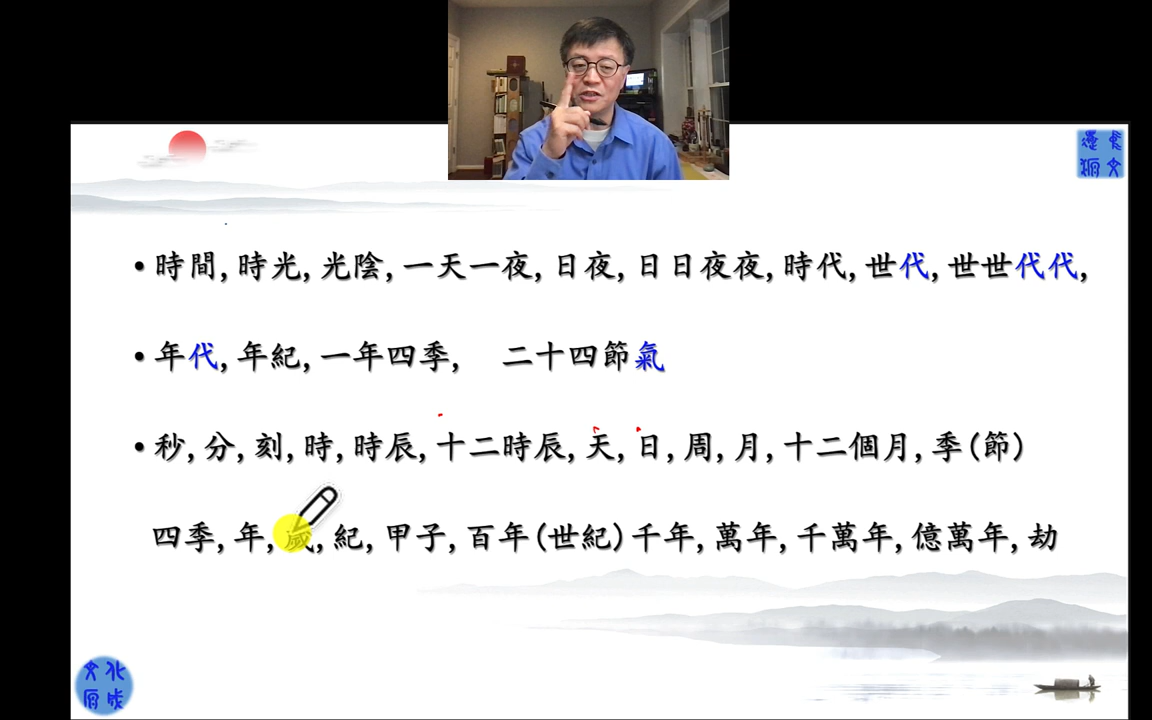 • 時間,時光,光陰,一天一夜,日夜,日日夜夜,時代,世代,世世代代,
• 年代,年紀,一年四季, 二十四節氣
• 秒,分,刻,時,時辰,十二時辰,天,日,周,月,十二個月,季(節)
四季,年,歲,紀,甲子,百年(世紀)千年,萬年,千萬年,億萬年,劫